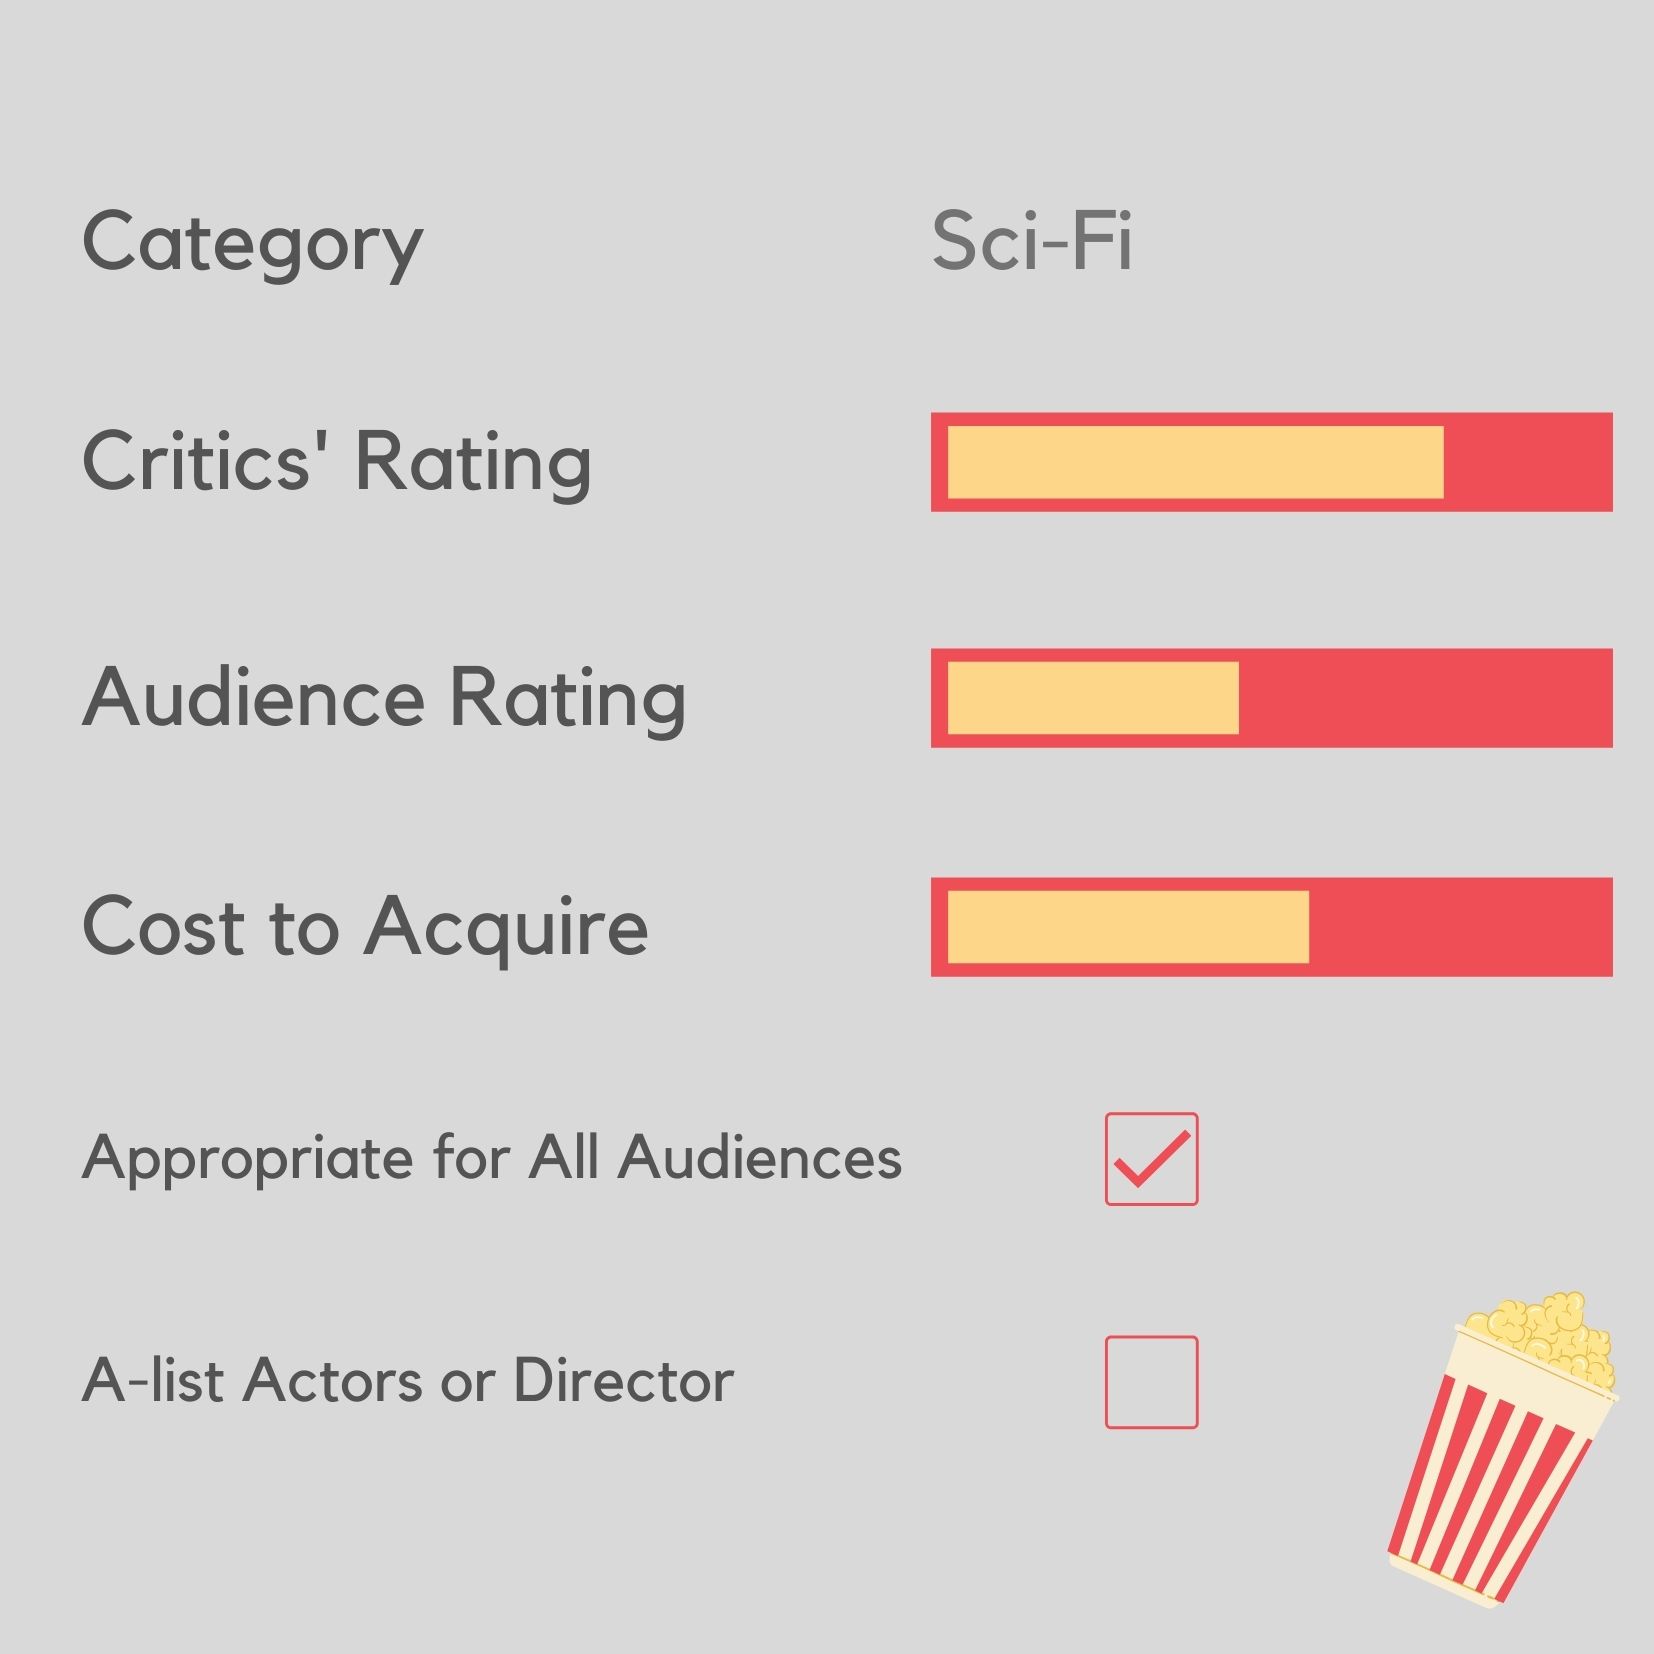 Category Sci-Fi
Critics' Rating
Audience Rating
Cost to Acquire
Appropriate for All Audiences
A-list Actors or Director